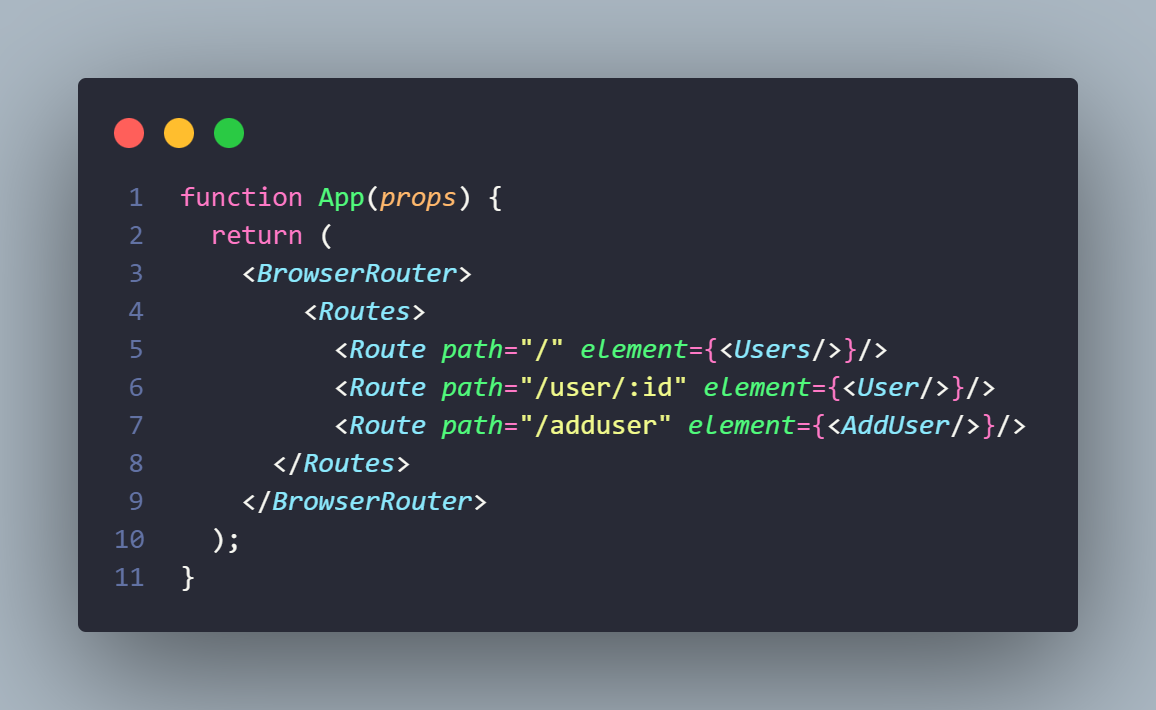 1 function App(props) {
2   return (
3     <BrowserRouter>
4         <Routes>
5           <Route path="/" element={<Users/>}/>
6           <Route path="/user/:id" element={<User/>}/>
7           <Route path="/adduser" element={<AddUser/>}/>
8       </Routes>
9     </BrowserRouter>
10   );
11 }